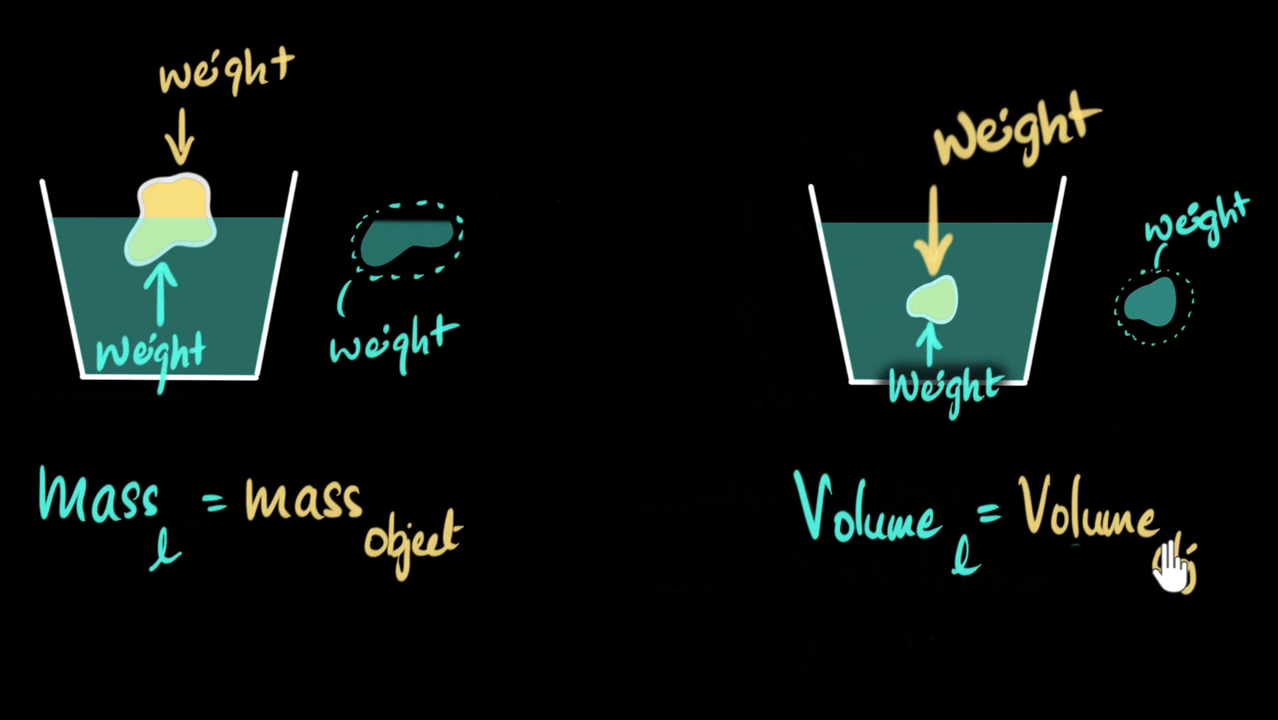 weight
weight
weight
Mass l = mass object
Weight
weight
Weight
Volume l = Volume